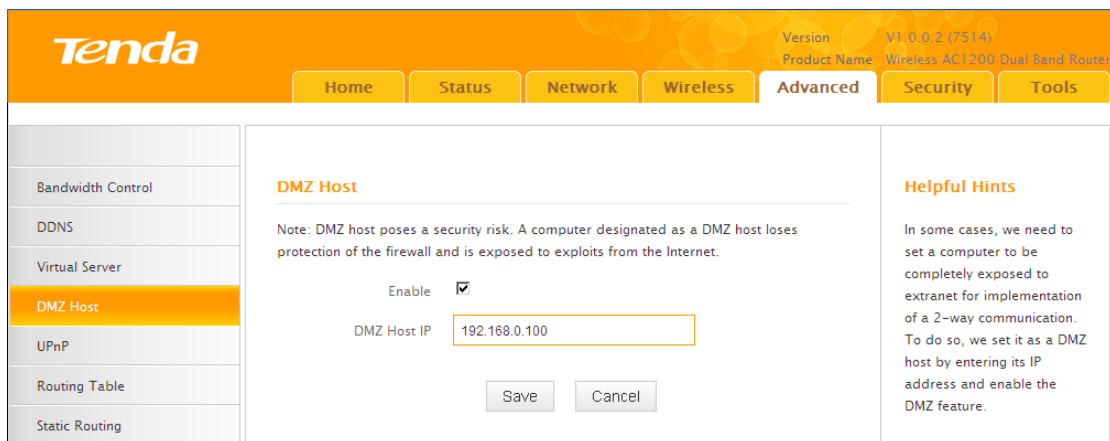 Tenda
Version V1.0.0.2 (7514)
Product Name Wireless AC1200 Dual Band Router
Home Status Network Wireless Advanced Security Tools
Bandwidth Control
DDNS
Virtual Server
DMZ Host
UPnP
Routing Table
Static Routing
DMZ Host
Note: DMZ host poses a security risk. A computer designated as a DMZ host loses
protection of the firewall and is exposed to exploits from the Internet.
Enable
DMZ Host IP 192.168.0.100
Save Cancel
Helpful Hints
In some cases, we need to
set a computer to be
completely exposed to
extranet for implementation
of a 2-way communication.
To do so, we set it as a DMZ
host by entering its IP
address and enable the
DMZ feature.